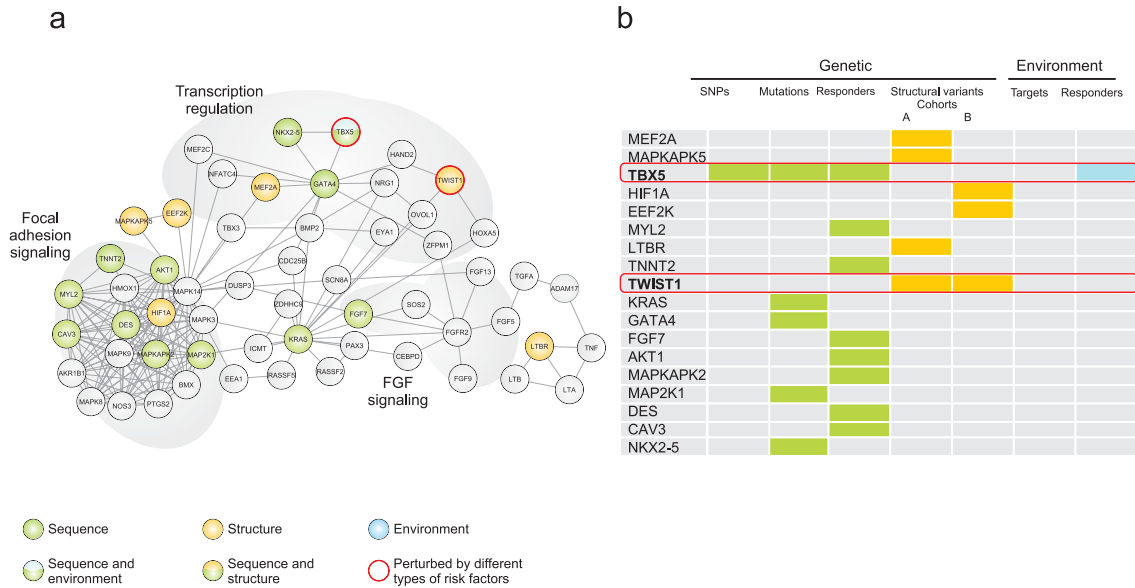 a
b
Transcription
regulation
NKX2-5
TBX5
MEF2C
HAND2
NFATC4
MEF2A
GATA4
NRG1
TWIST1
Focal
adhesion
signaling
MAPKAPK5
EEF2K
OVOL1
TBX3
BMP2
EYA1
HOXA5
ZFPM1
TNNT2
AKT1
CDC25B
FGF13
TGFA
ADAM17
MYL2
HMOX1
MAPK14
DUSP3
SCN8A
ZDHHC9
SOS2
HIF1A
FGF7
DES
MAPK3
FGF5
CAV3
KRAS
FGFR2
MAPK9
MAPKAPK2
MAP2K1
ICMT
PAX3
CEBPD
LTBR
TNF
AKR1B1
BMX
EEA1
RASSF5
RASSF2
FGF9
LTB
LTA
MAPK8
NOS3
PTGS2
FGF
signaling
Genetic
Environment
SNPs
Mutations
Responders
Structural variants
Targets
Responders
Cohorts
A
B
MEF2A
MAPKAPK5
TBX5
HIF1A
EEF2K
MYL2
LTBR
TNNT2
TWIST1
KRAS
GATA4
FGF7
AKT1
MAPKAPK2
MAP2K1
DES
CAV3
NKX2-5
Sequence
Structure
Environment
Sequence and
environment
Sequence and
structure
Perturbed by different
types of risk factors